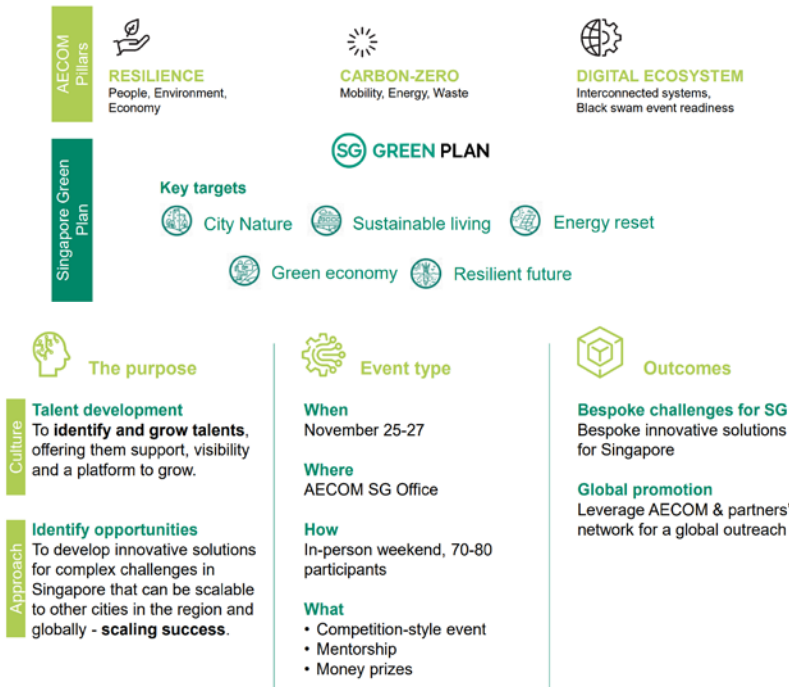 AECOM
Pillars
RESILIENCE
People, Environment,
Economy
CARBON-ZERO
Mobility, Energy, Waste
DIGITAL ECOSYSTEM
Interconnected systems,
Black swam event readiness
Singapore Green
Plan
SG GREEN PLAN
Key targets
City Nature
Sustainable living
Energy reset
Green economy
Resilient future
The purpose
Culture
Talent development
To identify and grow talents,
offering them support, visibility
and a platform to grow.
Approach
Identify opportunities
To develop innovative solutions
for complex challenges in
Singapore that can be scalable
to other cities in the region and
globally - scaling success.
Event type
When
November 25-27
Where
AECOM SG Office
How
In-person weekend, 70-80
participants
What
• Competition-style event
• Mentorship
• Money prizes
Outcomes
Bespoke challenges for SG
Bespoke innovative solutions
for Singapore
Global promotion
Leverage AECOM & partners'
network for a global outreach